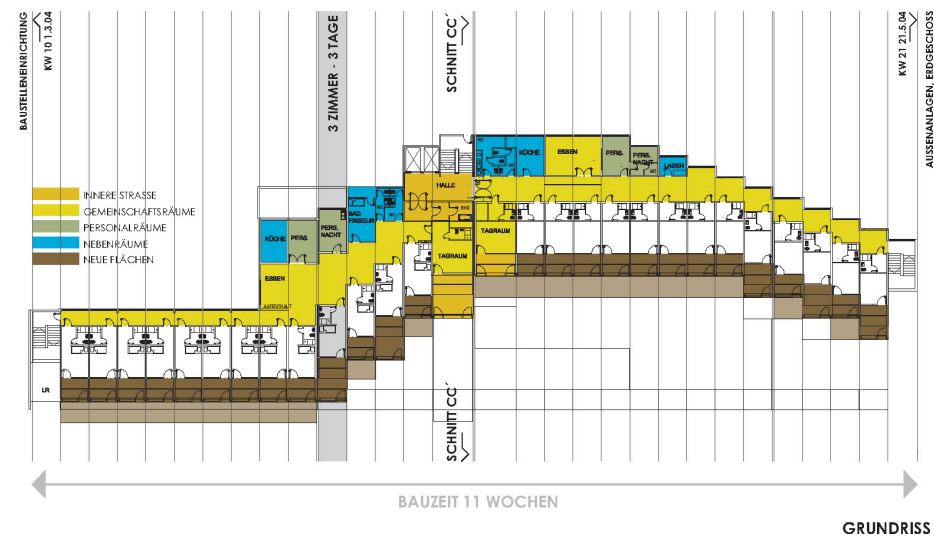 BAUSTELLENEINRICHTUNG
KW 10 1.3.04
3 ZIMMER - 3 TAGE
SCHNITT CC´
KW 21 21.5.04
AUSSENANLAGEN, ERDGESCHOSS
INNERE STRASSE
GEMEINSCHAFTSRÄUME
PERSONALRÄUME
NEBENRÄUME
NEUE FLÄCHEN
KÜCHE
ESSEN
PERS.
PERS.
NACHT
LAGER
HALLE
BAD
BAD
FRISEUR
PERS.
NACHT
KÜCHE
PERS.
TAGRAUM
TAGRAUM
ESSEN
AUFENTHALT
LR
SCHNITT CC´
BAUZEIT 11 WOCHEN
GRUNDRISS